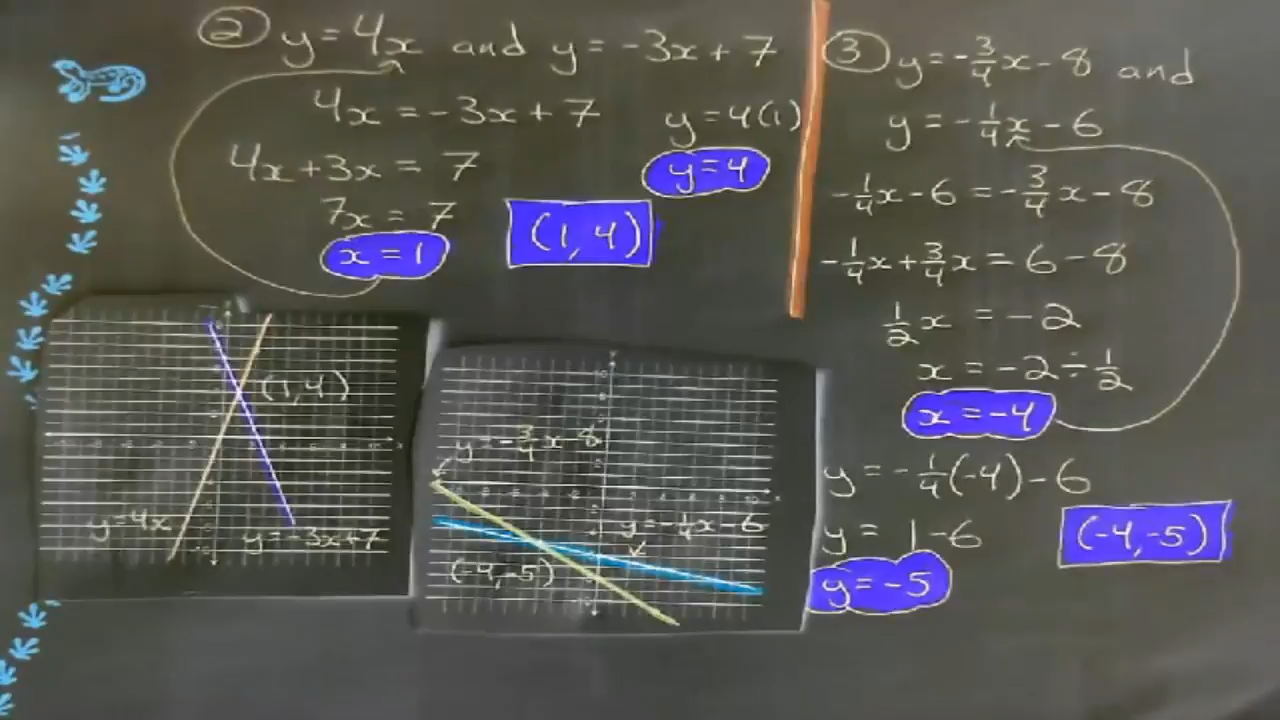 ② y = 4x and y = -3x + 7
4x = -3x + 7
4x + 3x = 7
7x = 7
x = 1
y = 4(1)
y = 4
(1, 4)
(1, 4)
y = 4x
y = -3x + 7
y = -3/4x - 8
y = -1/4x - 6
(-4, -5)
③ y = -3/4x - 8 and
y = -1/4x - 6
-1/4x - 6 = -3/4x - 8
-1/4x + 3/4x = 6 - 8
1/2x = -2
x = -2 ÷ 1/2
x = -4
y = -1/4(-4) - 6
y = 1 - 6
y = -5
(-4, -5)